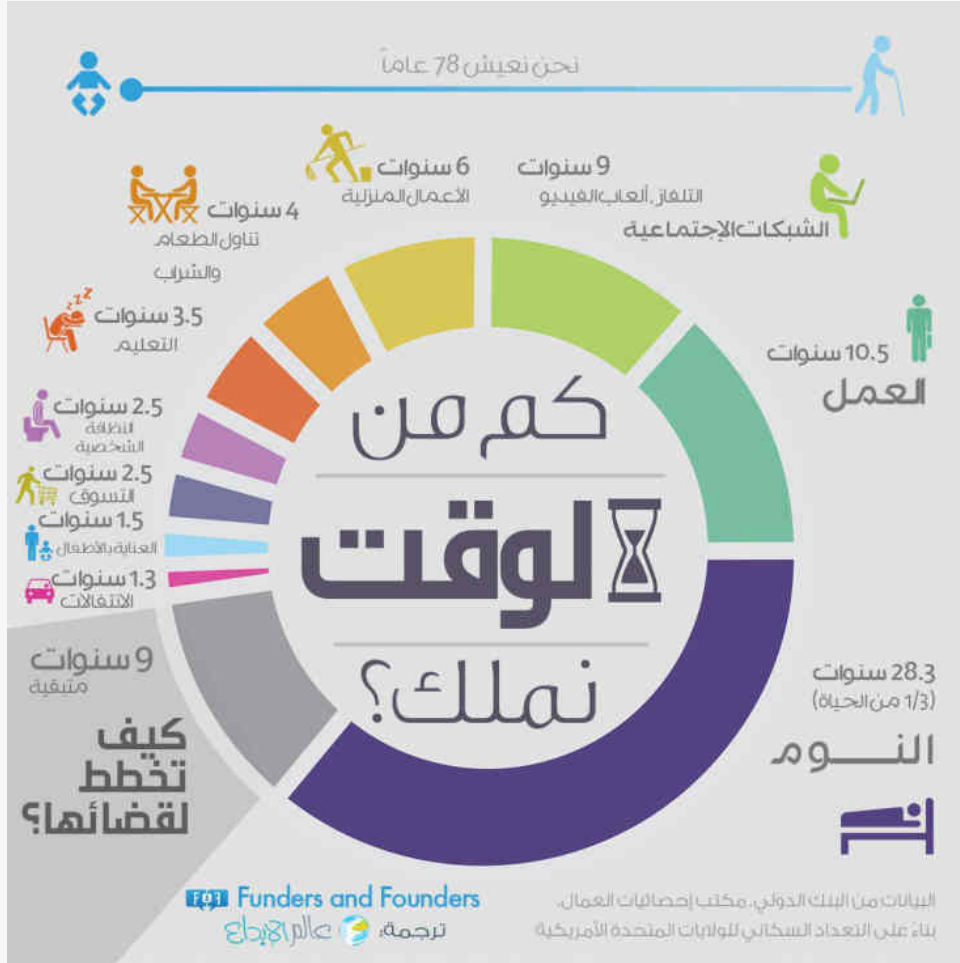 نحن نعيش 78 عاماً
9 سنوات
التلفاز, ألعاب الفيديو
الشبكات الإجتماعية
6 سنوات
الأعمال المنزلية
4 سنوات
تناول الطعام
والشراب
3.5 سنوات
التعليم
2.5 سنوات
النظافة
الشخصية
2.5 سنوات
التسوق
1.5 سنوات
العناية بالأطفال
1.3 سنوات
الانتقالات
9 سنوات
متبقية
كيف
تخطط
لقضائها؟
10.5 سنوات
العمل
28.3 سنوات
(1/3 من الحياة)
النــــوم
كم من
الوقت
نملك؟
Funders and Founders
ترجمة: عالم الإبداع
البيانات من البنك الدولي، مكتب إحصائيات العمال،
بناءً على التعداد السكاني للولايات المتحدة الأمريكية